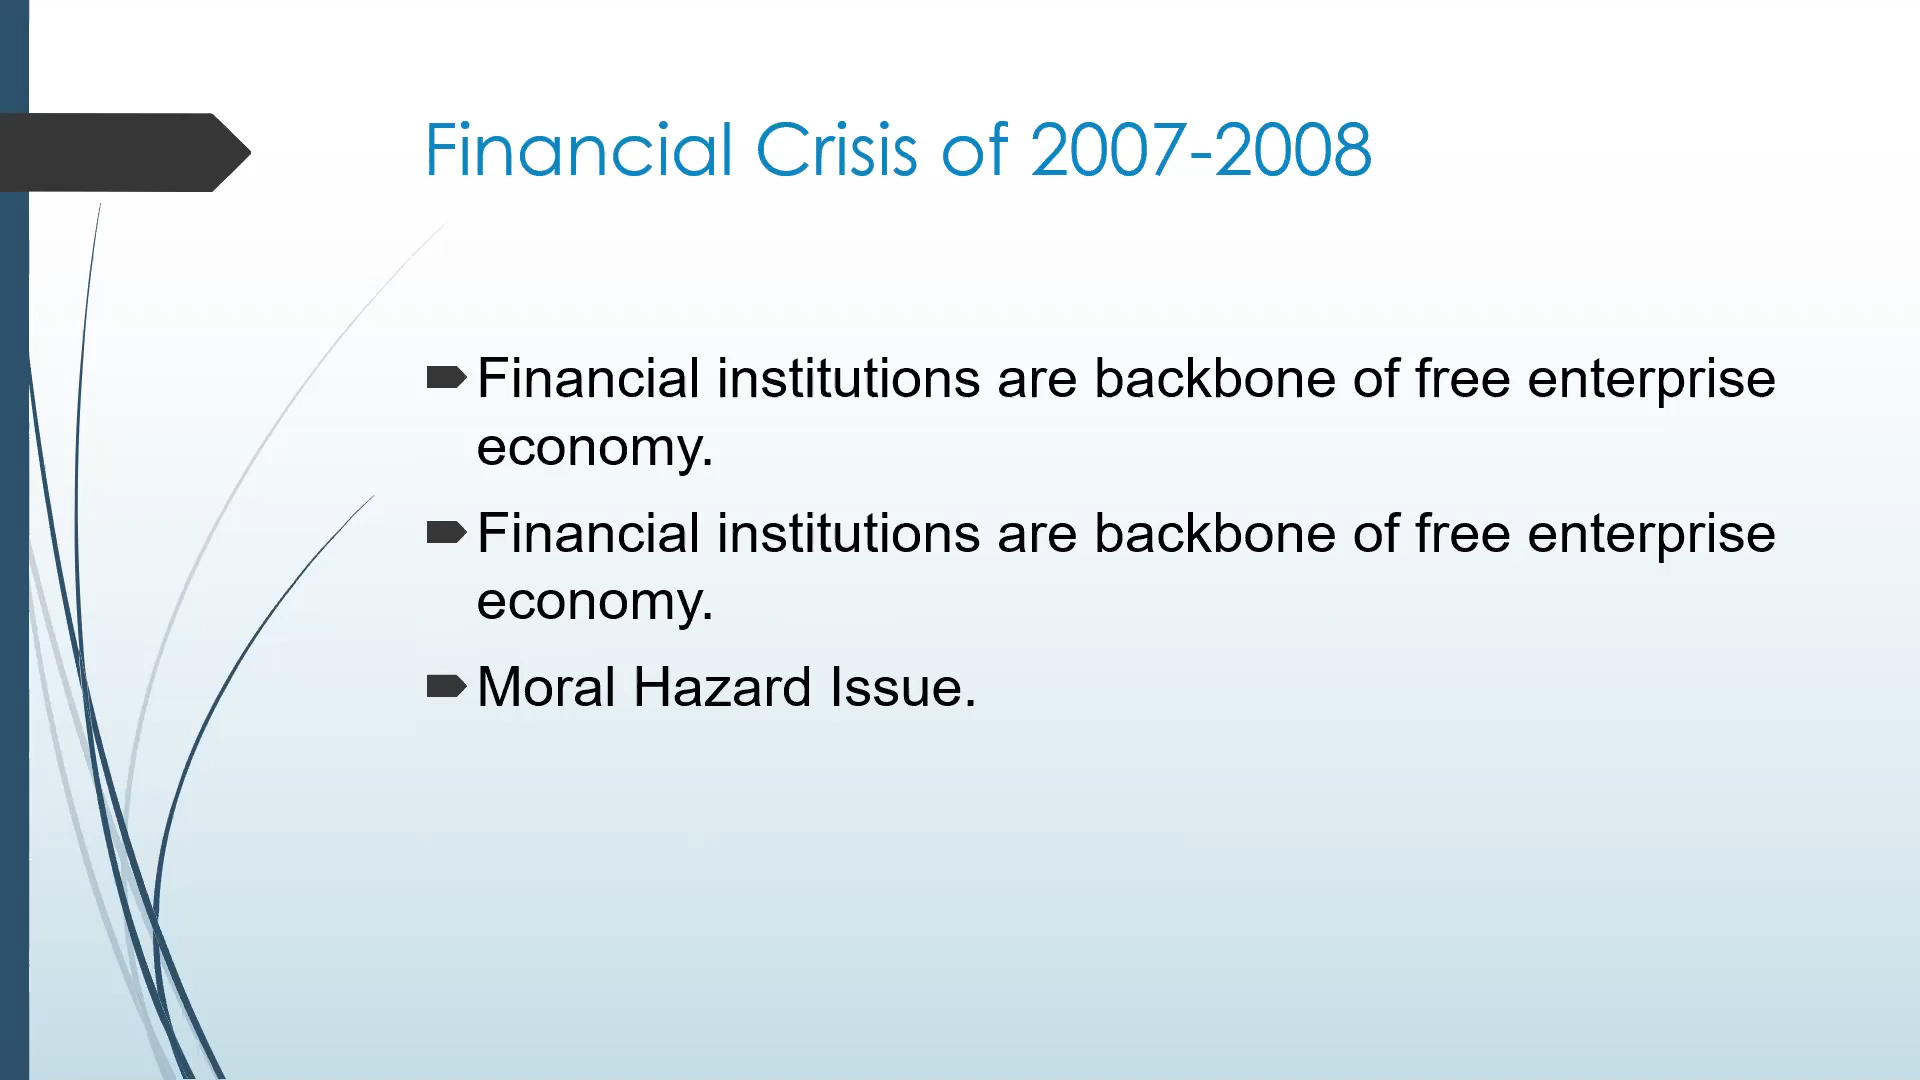 Financial Crisis of 2007-2008
Financial institutions are backbone of free enterprise
economy.
Financial institutions are backbone of free enterprise
economy.
Moral Hazard Issue.